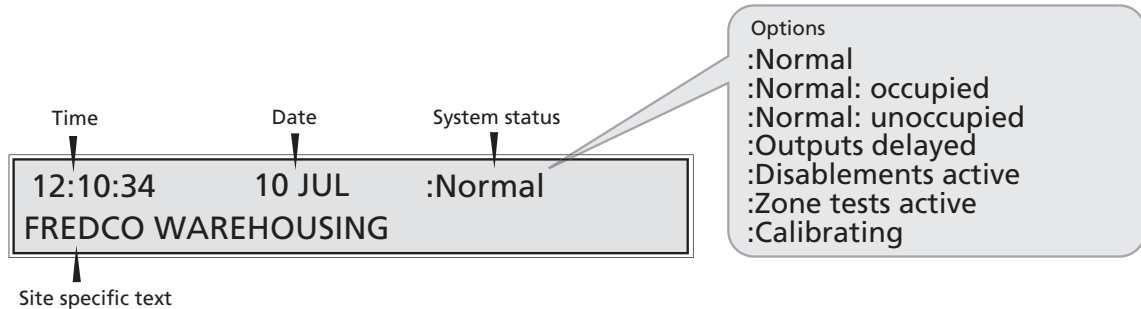 Options
:Normal
:Normal: occupied
:Normal: unoccupied
:Outputs delayed
:Disablements active
:Zone tests active
:Calibrating
Time Date System status
12:10:34 10 JUL :Normal
FREDCO WAREHOUSING
Site specific text